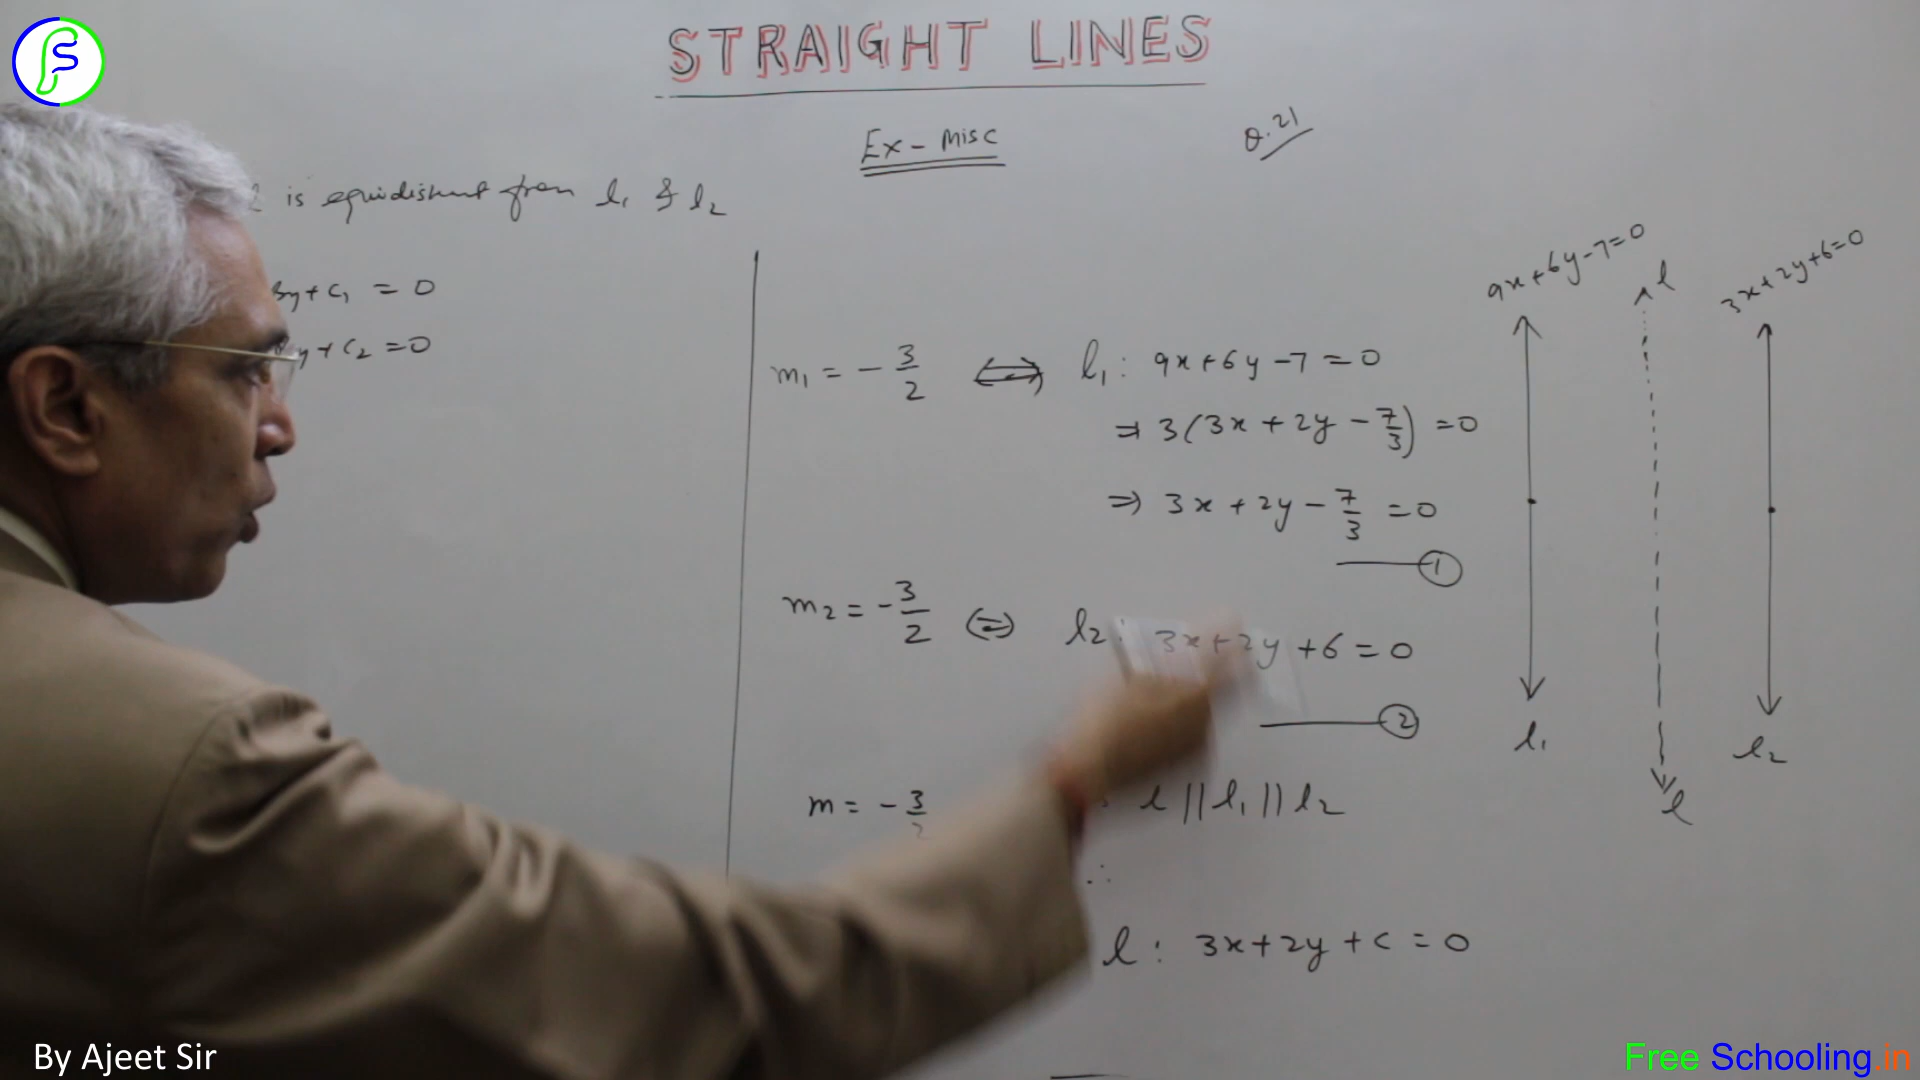 STRAIGHT LINES
Ex - Misc
Q. 21
is equidistant from l₁ & l₂
By + C₁ = 0
y + C₂ = 0
m₁ = -3/2 ⟺ l₁ : 9x + 6y - 7 = 0
⇒ 3(3x + 2y - 7/3) = 0
⇒ 3x + 2y - 7/3 = 0
①
m₂ = -3/2 ⟺ l₂ : 3x + 2y + 6 = 0
②
m = -3/2
l || l₁ || l₂
∴
l : 3x + 2y + c = 0
9x + 6y - 7 = 0
l
3x + 2y + 6 = 0
l₁
l
l₂
By Ajeet Sir
Free Schooling.in